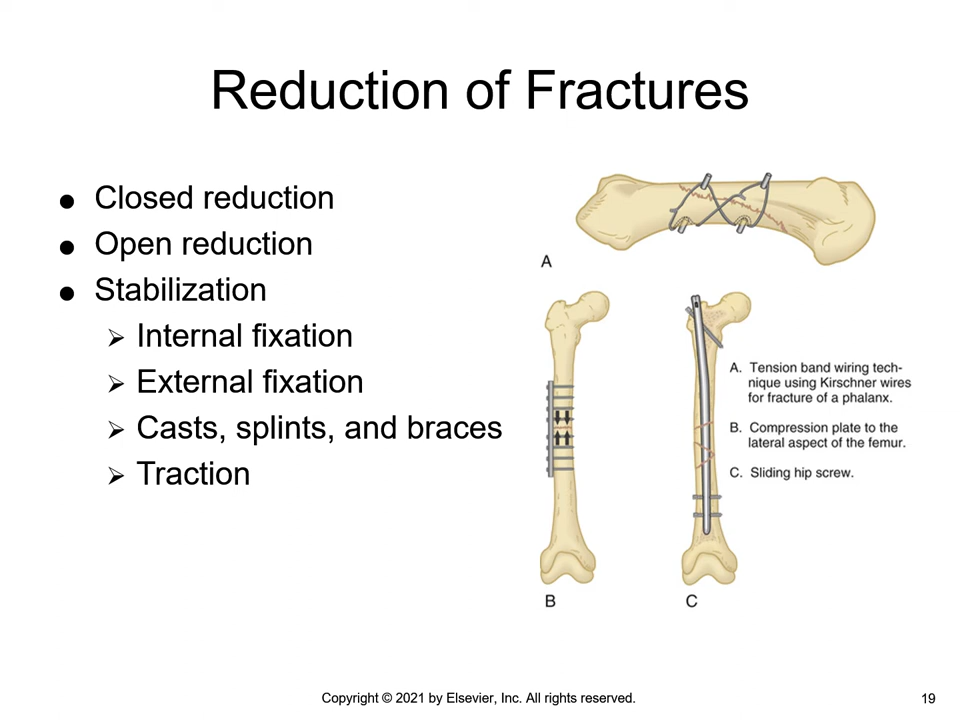 Reduction of Fractures
● Closed reduction
● Open reduction
● Stabilization
➢ Internal fixation
➢ External fixation
➢ Casts, splints, and braces
➢ Traction
A
B
C
A. Tension band wiring tech-
nique using Kirschner wires
for fracture of a phalanx.
B. Compression plate to the
lateral aspect of the femur.
C. Sliding hip screw.
Copyright © 2021 by Elsevier, Inc. All rights reserved.
19